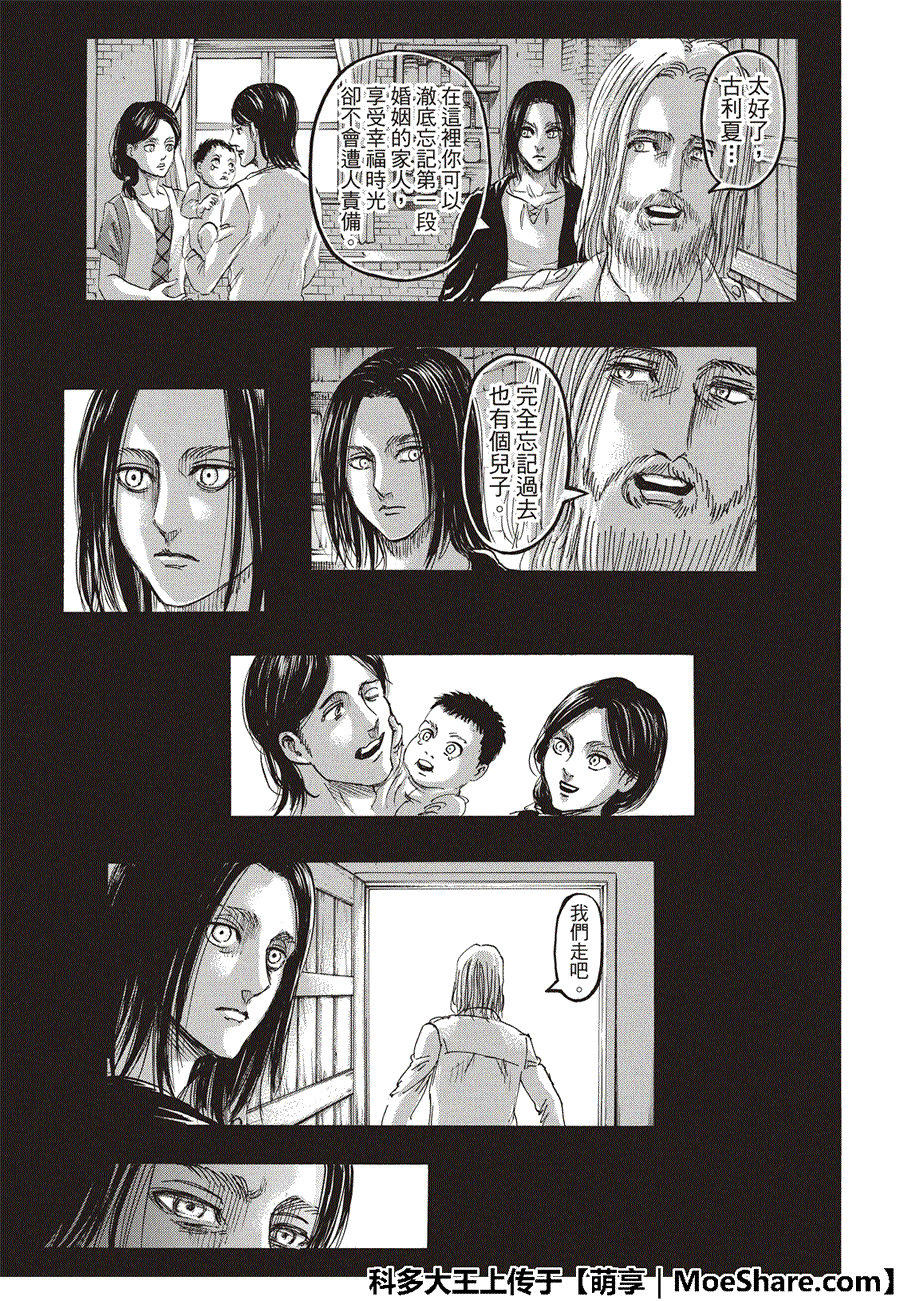 太好了，
古利夏…
在這裡你可以
澈底忘記第一段
婚姻的家人，
享受幸福時光
卻不會遭人責備。
完全忘記過去
也有個兒子。
我們走吧。
科多大王上传于【萌享｜MoeShare.com】